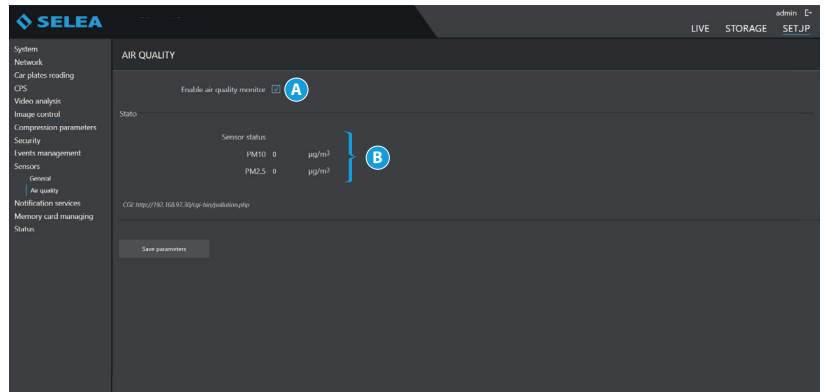 SELEA
admin
LIVE STORAGE SETUP
System
Network
Car plates reading
CPS
Video analysis
Image control
Compression parameters
Security
Events management
Sensors
General
Air quality
Notification services
Memory card managing
Status
AIR QUALITY
Enable air quality monitor A
Stato
Sensor status
PM10 0 µg/m3
PM2.5 0 µg/m3
B
CGI: http://192.168.97.30/cgi-bin/pollution.php
Save parameters